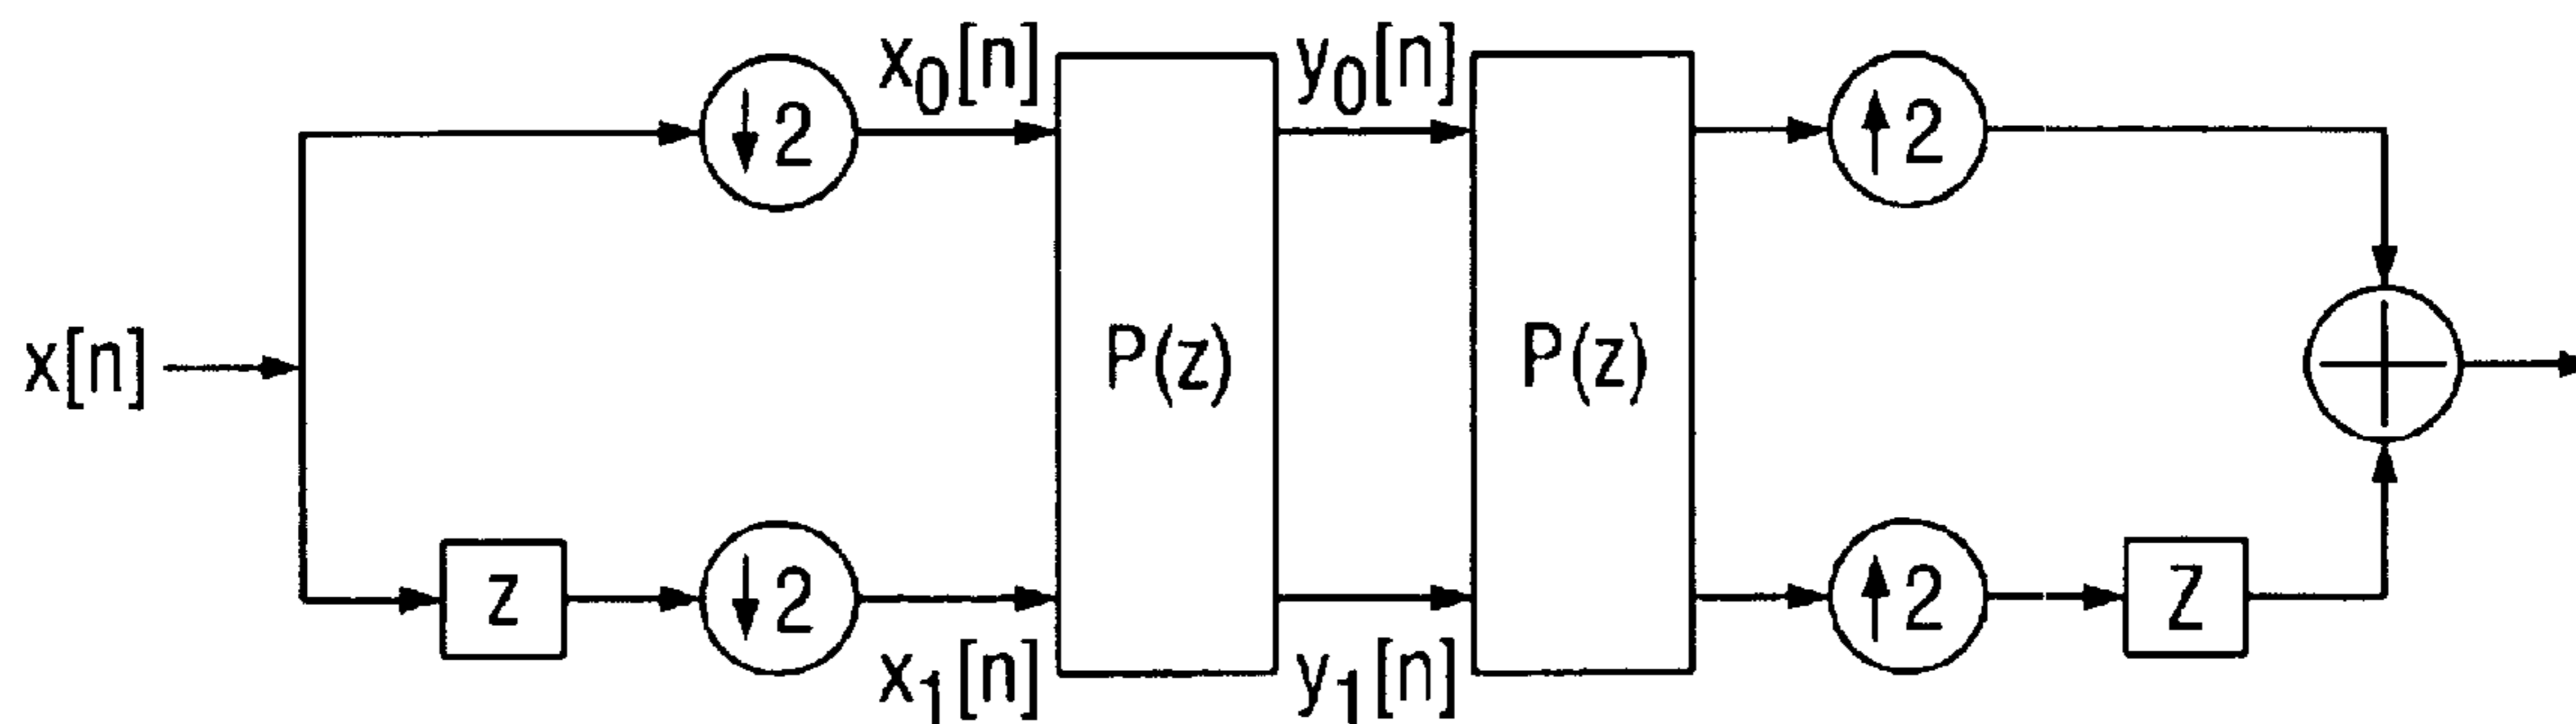 x[n]
↓2
x₀[n]
P(z)
y₀[n]
P(z)
↑2
z
↓2
x₁[n]
y₁[n]
↑2
Z